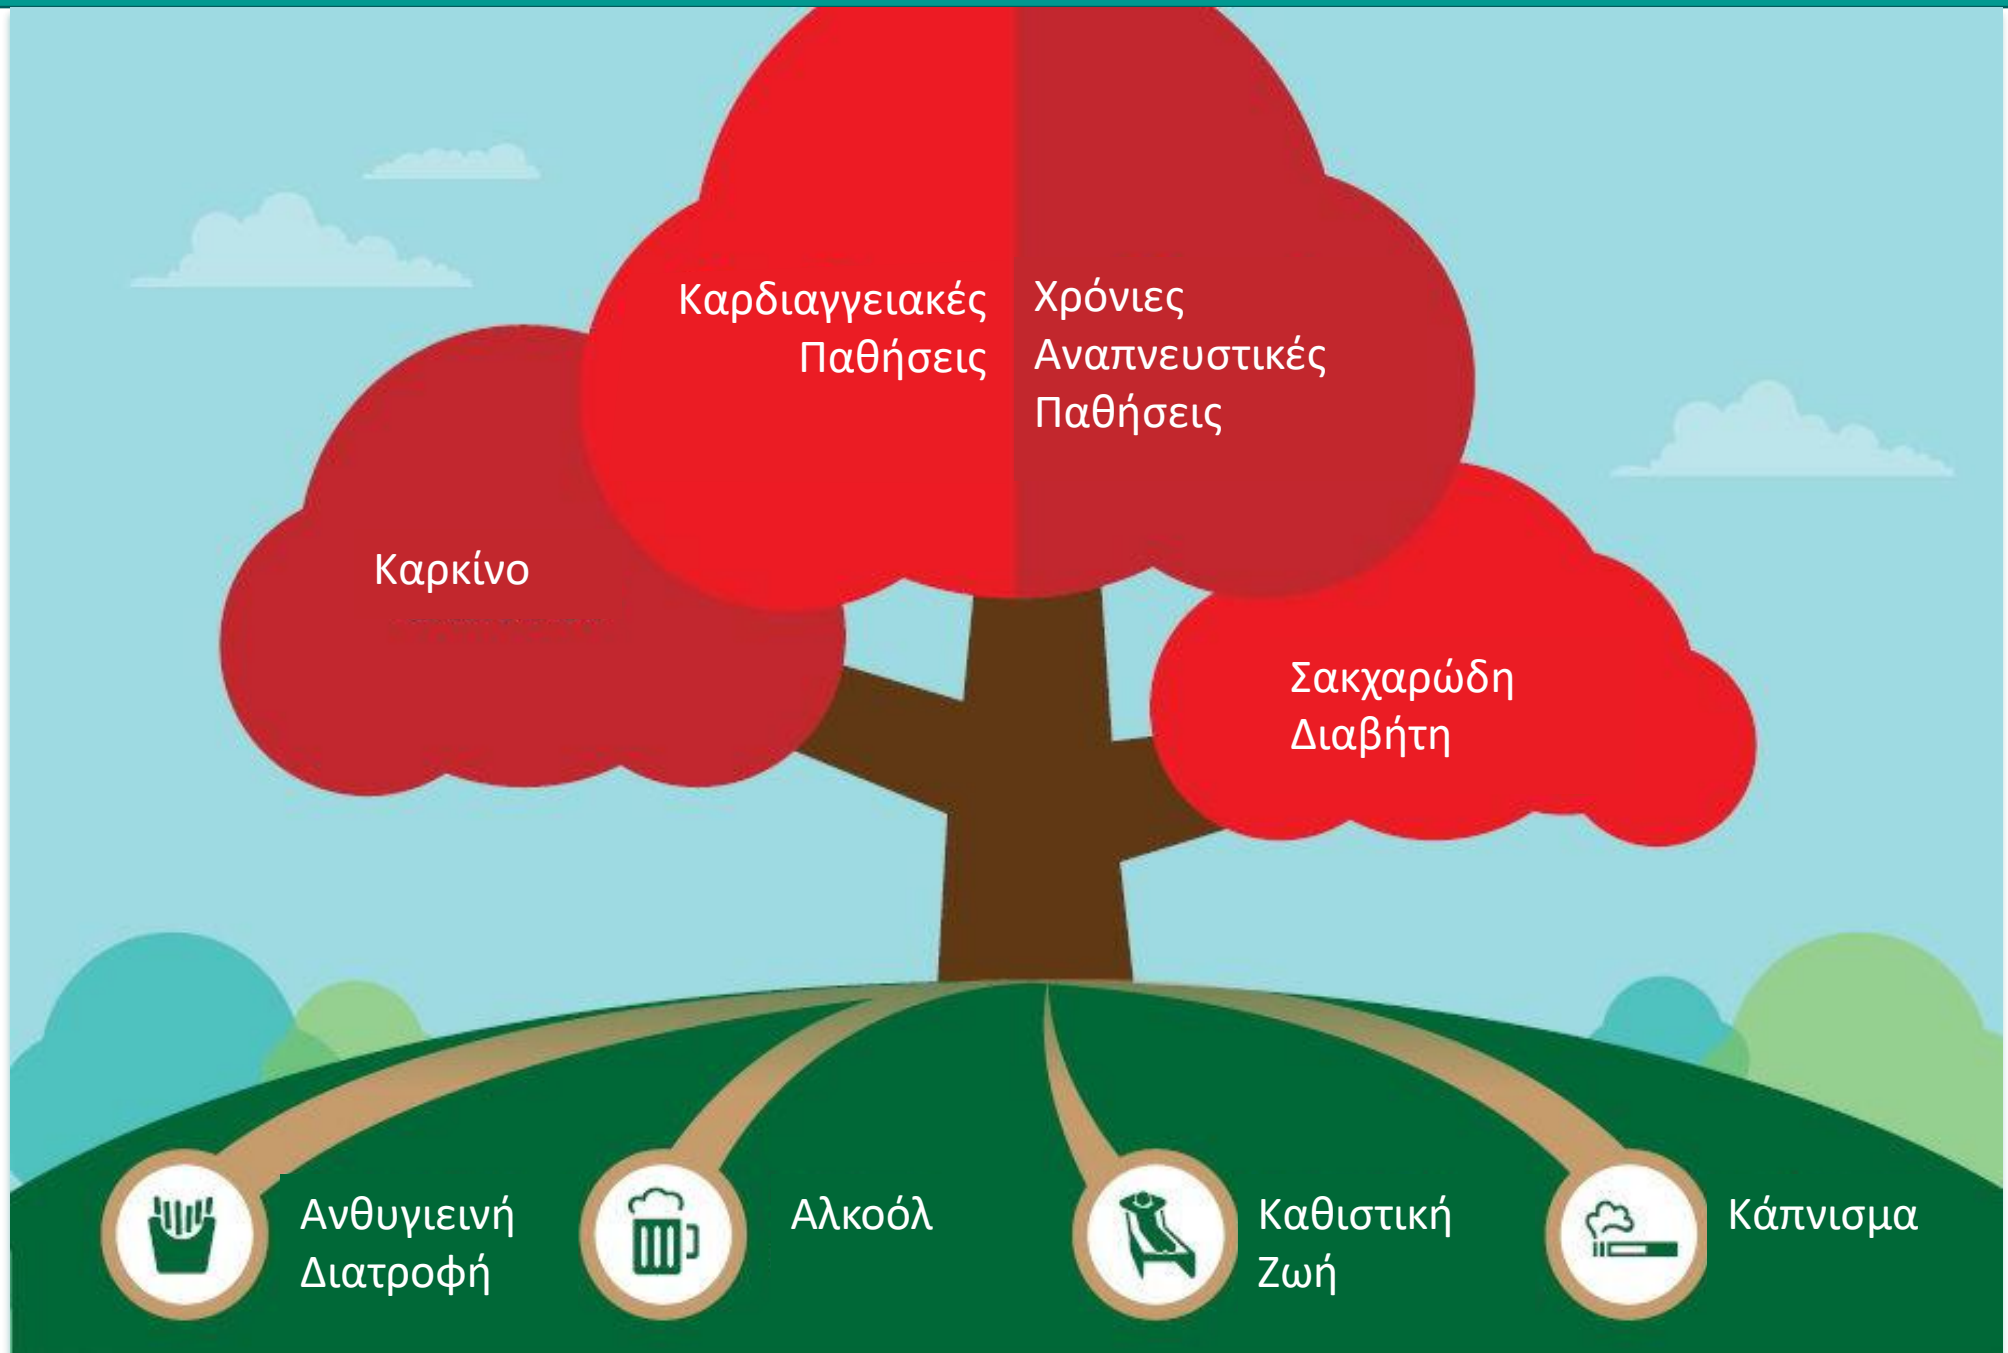 Καρδιαγγειακές
Παθήσεις
Χρόνιες
Αναπνευστικές
Παθήσεις
Καρκίνο
Σακχαρώδη
Διαβήτη
Ανθυγιεινή
Διατροφή
Αλκοόλ
Καθιστική
Ζωή
Κάπνισμα